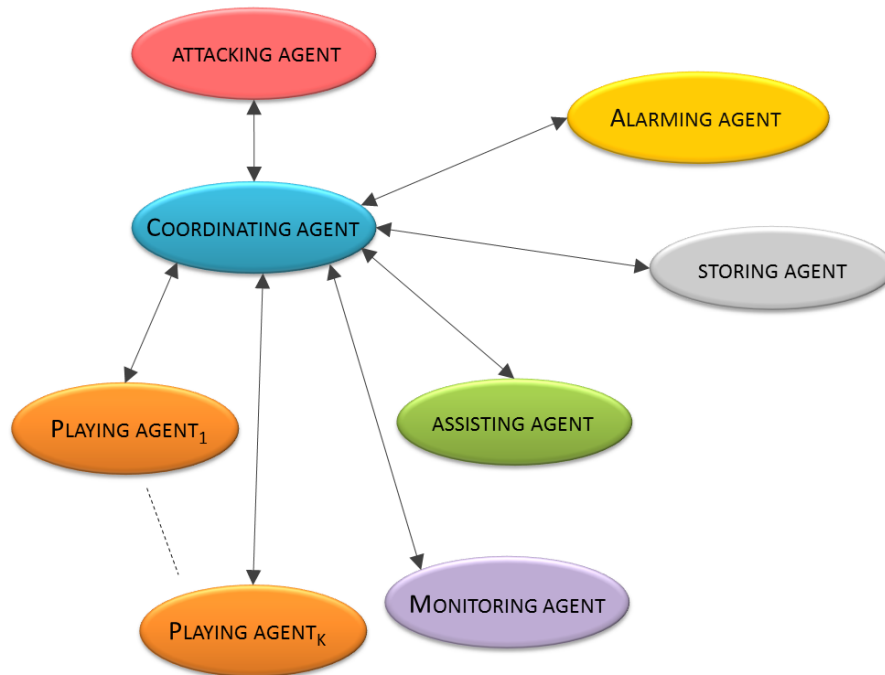 ATTACKING AGENT
ALARMING AGENT
COORDINATING AGENT
STORING AGENT
PLAYING AGENT₁
ASSISTING AGENT
MONITORING AGENT
PLAYING AGENTₖ